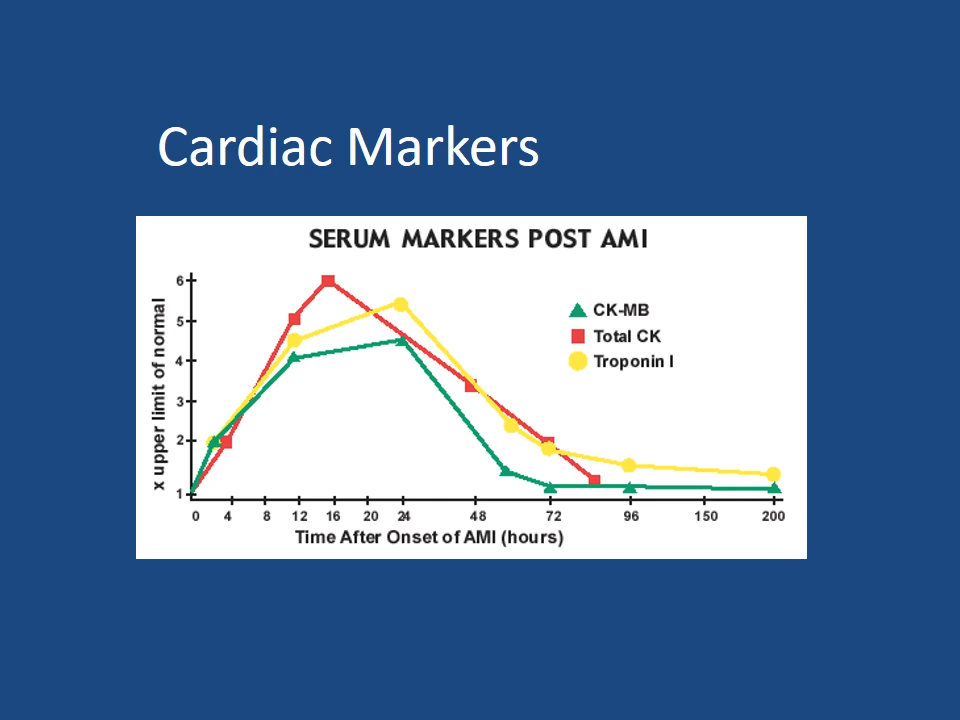 Cardiac Markers
SERUM MARKERS POST AMI
x upper limit of normal
6
5
4
3
2
1
CK-MB
Total CK
Troponin I
0 4 8 12 16 20 24 48 72 96 150 200
Time After Onset of AMI (hours)